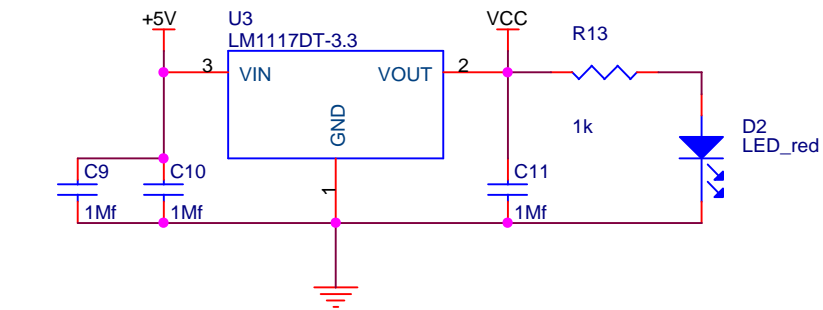 +5V
U3
LM1117DT-3.3
VCC
R13
3
VIN
VOUT
2
GND
1
1k
D2
LED_red
C9
C10
C11
1Mf
1Mf
1Mf